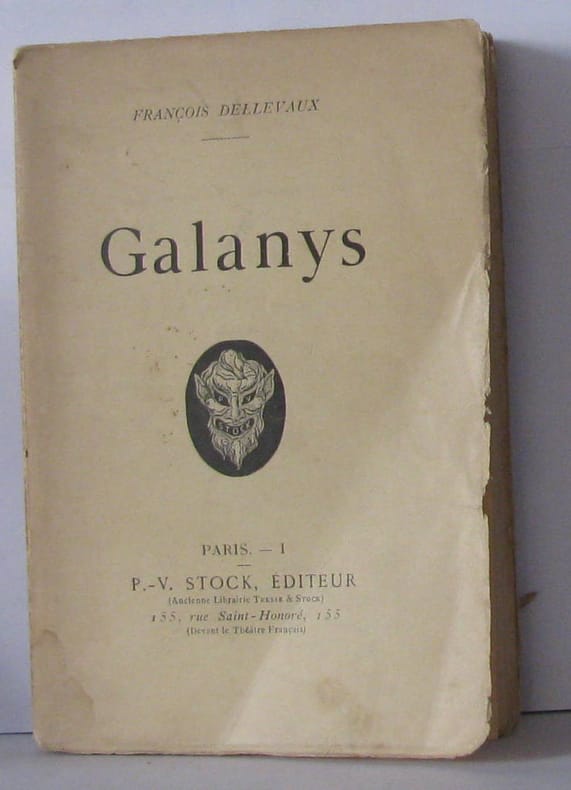 FRANÇOIS DELLEVAUX
Galanys
P V
STOCK
PARIS. — I
P.-V. STOCK, ÉDITEUR
(Ancienne Librairie TRESSE & STOCK)
155, rue Saint-Honoré, 155
(Devant le Théâtre Français)